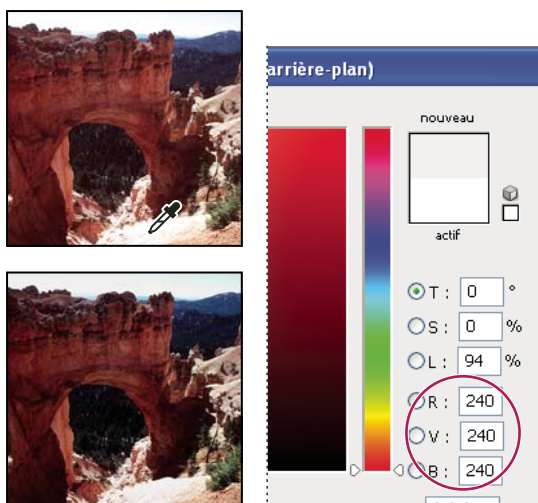 arrière-plan)
nouveau
actif
T : 0 °
S : 0 %
L : 94 %
R : 240
V : 240
B : 240